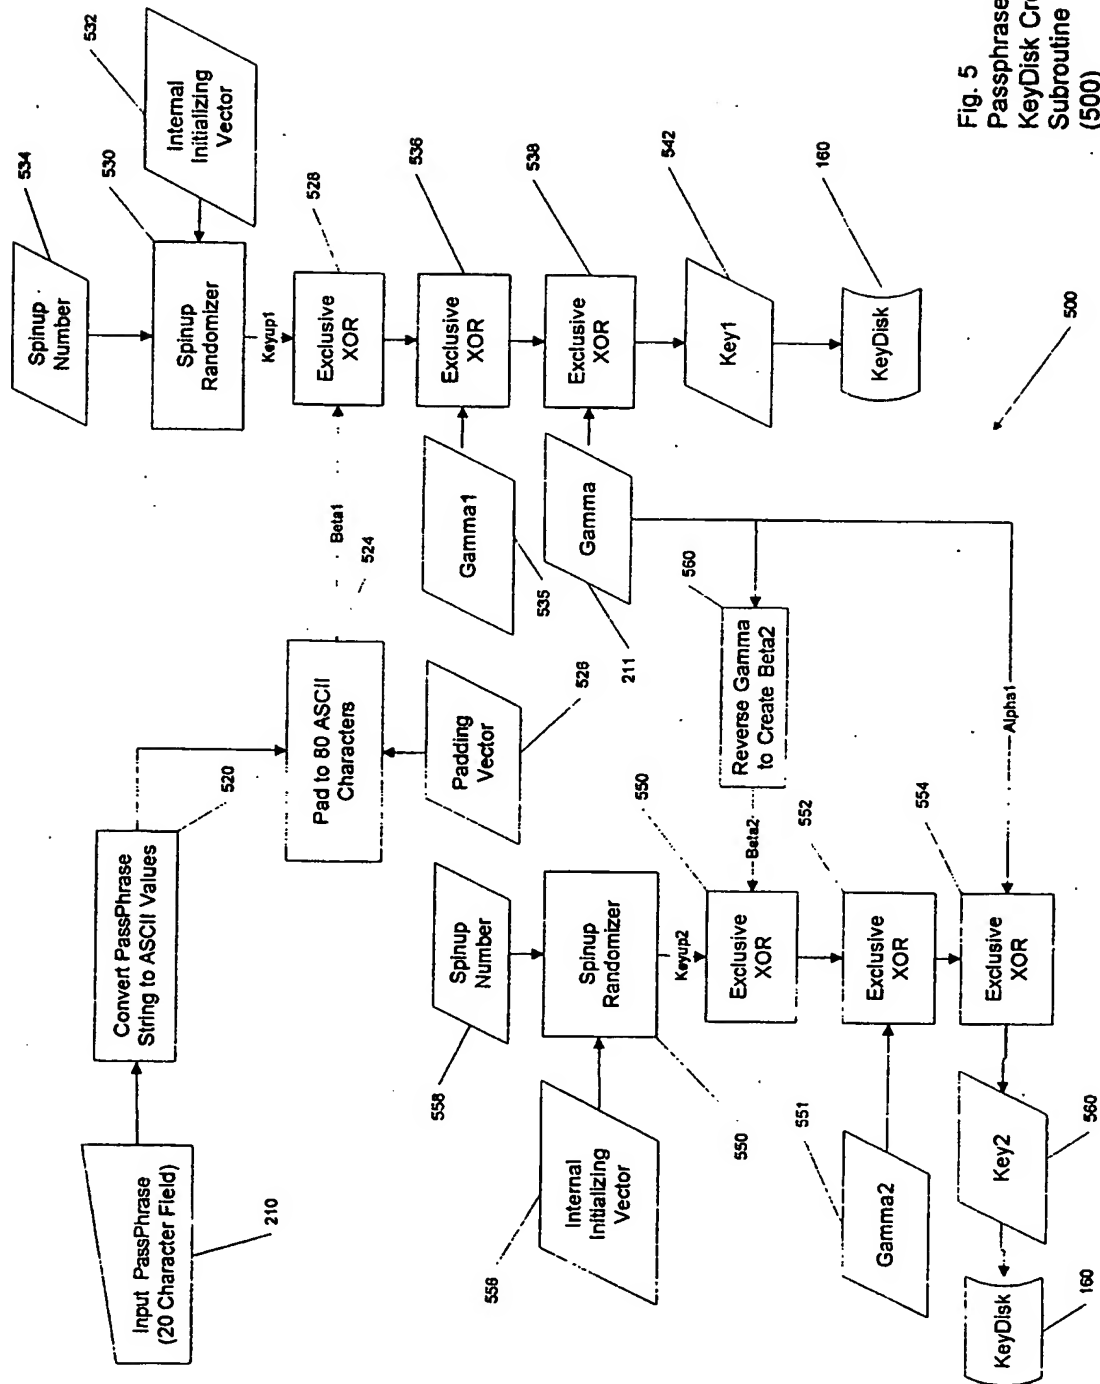 Input PassPhrase
(20 Character Field)
210
Convert PassPhrase
String to ASCII Values
520
Pad to 80 ASCII
Characters
524
Padding
Vector
526
Beta1
Spinup
Number
534
Internal
Initializing
Vector
532
Spinup
Randomizer
530
Keyup1
Exclusive
XOR
528
Gamma1
535
Exclusive
XOR
536
Gamma
211
Exclusive
XOR
538
Key1
542
KeyDisk
160
500
Reverse Gamma
to Create Beta2
560
Beta2
Alpha1
Spinup
Number
558
Internal
Initializing
Vector
556
Spinup
Randomizer
550
Keyup2
Exclusive
XOR
550
Gamma2
551
Exclusive
XOR
552
Exclusive
XOR
554
Key2
560
KeyDisk
160
Fig. 5
Passphrase
KeyDisk Cre
Subroutine
(500)